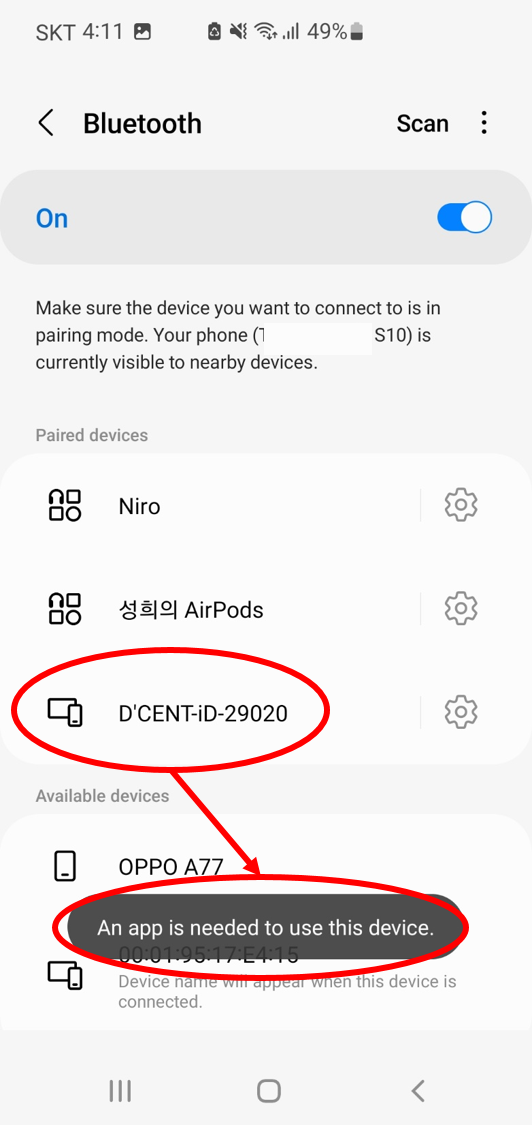 SKT 4:11 49%
Bluetooth Scan
On
Make sure the device you want to connect to is in
pairing mode. Your phone ( S10) is
currently visible to nearby devices.
Paired devices
Niro
성희의 AirPods
D'CENT-iD-29020
Available devices
OPPO A77
An app is needed to use this device.
00:01:95:17:E4:15
Device name will appear when this device is
connected.